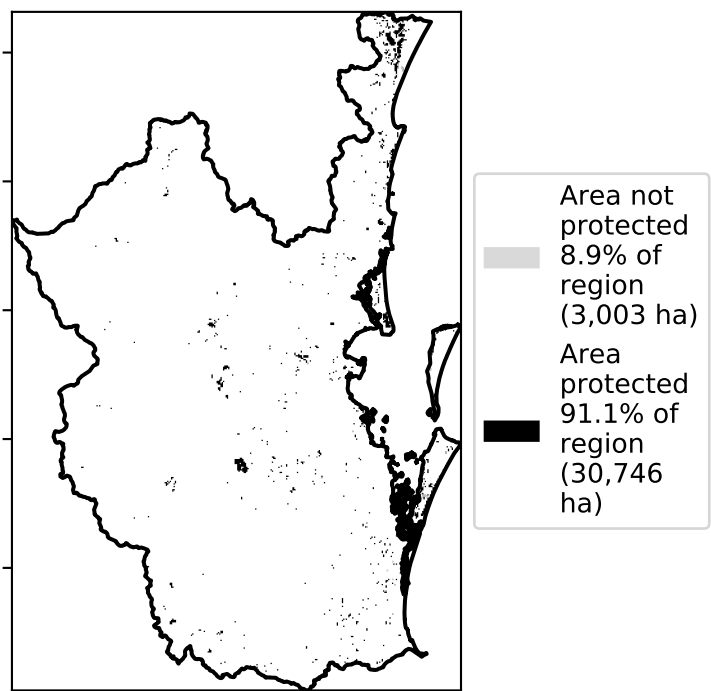 Area not
protected
8.9% of
region
(3,003 ha)
Area
protected
91.1% of
region
(30,746
ha)